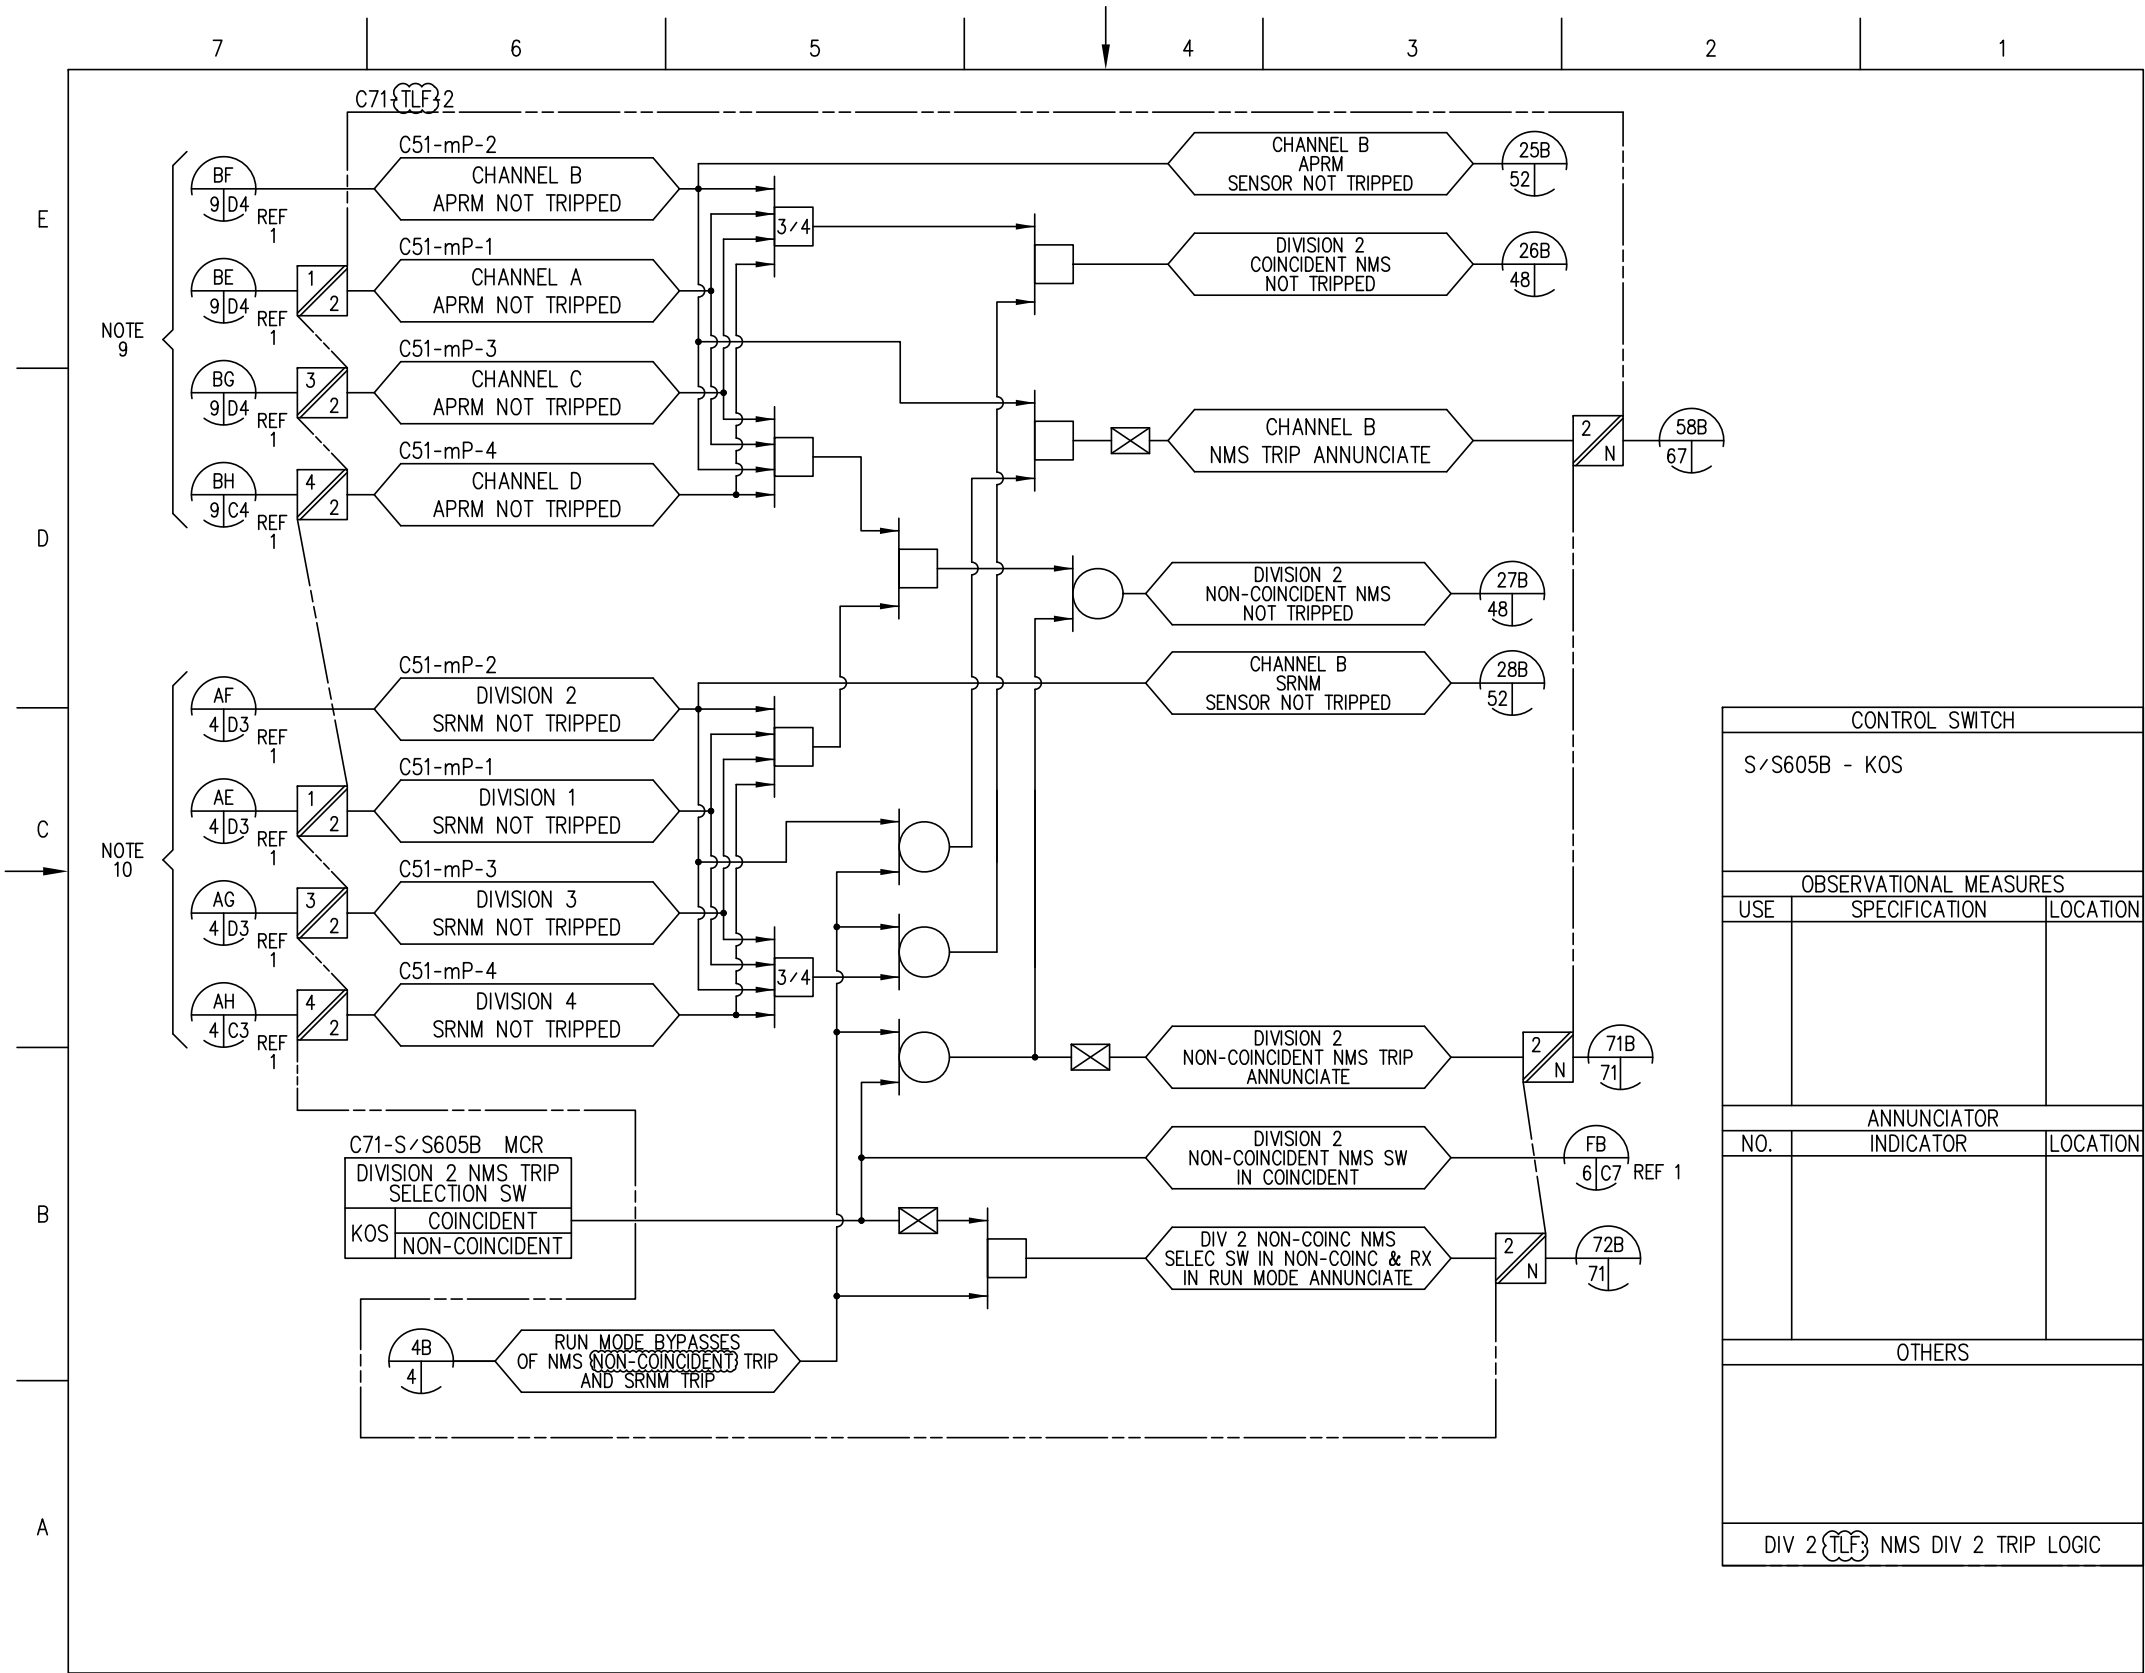 7 6 5 4 3 2 1
E
D
C
B
A
C71-TLF-2
C51-mP-2
BF
9 D4
REF
1
CHANNEL B
APRM NOT TRIPPED
C51-mP-1
BE
9 D4
REF
1
1
2
CHANNEL A
APRM NOT TRIPPED
NOTE
9
C51-mP-3
BG
9 D4
REF
1
3
2
CHANNEL C
APRM NOT TRIPPED
C51-mP-4
BH
9 C4
REF
1
4
2
CHANNEL D
APRM NOT TRIPPED
3/4
CHANNEL B
APRM
SENSOR NOT TRIPPED
25B
52
DIVISION 2
COINCIDENT NMS
NOT TRIPPED
26B
48
CHANNEL B
NMS TRIP ANNUNCIATE
2
N
58B
67
DIVISION 2
NON-COINCIDENT NMS
NOT TRIPPED
27B
48
CHANNEL B
SRNM
SENSOR NOT TRIPPED
28B
52
C51-mP-2
AF
4 D3
REF
1
DIVISION 2
SRNM NOT TRIPPED
C51-mP-1
AE
4 D3
REF
1
1
2
DIVISION 1
SRNM NOT TRIPPED
NOTE
10
C51-mP-3
AG
4 D3
REF
1
3
2
DIVISION 3
SRNM NOT TRIPPED
C51-mP-4
AH
4 C3
REF
1
4
2
DIVISION 4
SRNM NOT TRIPPED
3/4
DIVISION 2
NON-COINCIDENT NMS TRIP
ANNUNCIATE
2
N
71B
71
C71-S/S605B MCR
DIVISION 2 NMS TRIP
SELECTION SW
KOS
COINCIDENT
NON-COINCIDENT
DIVISION 2
NON-COINCIDENT NMS SW
IN COINCIDENT
FB
6 C7
REF 1
DIV 2 NON-COINC NMS
SELEC SW IN NON-COINC & RX
IN RUN MODE ANNUNCIATE
2
N
72B
71
4B
4
RUN MODE BYPASSES
OF NMS NON-COINCIDENT TRIP
AND SRNM TRIP
CONTROL SWITCH
S/S605B - KOS
OBSERVATIONAL MEASURES
USE SPECIFICATION LOCATION
ANNUNCIATOR
NO. INDICATOR LOCATION
OTHERS
DIV 2 TLF: NMS DIV 2 TRIP LOGIC